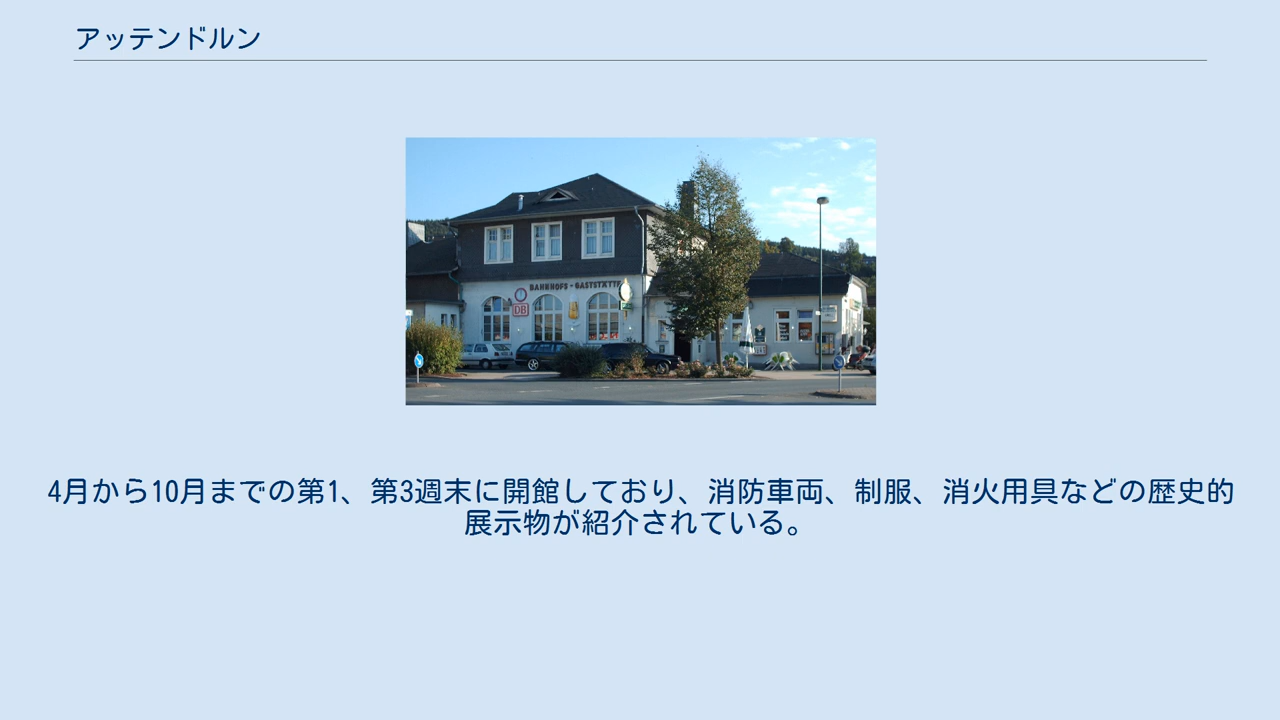 アッテンドルン
BAHNHOFS-GASTSTÄTTE
DB
4月から10月までの第1、第3週末に開館しており、消防車両、制服、消火用具などの歴史的
展示物が紹介されている。